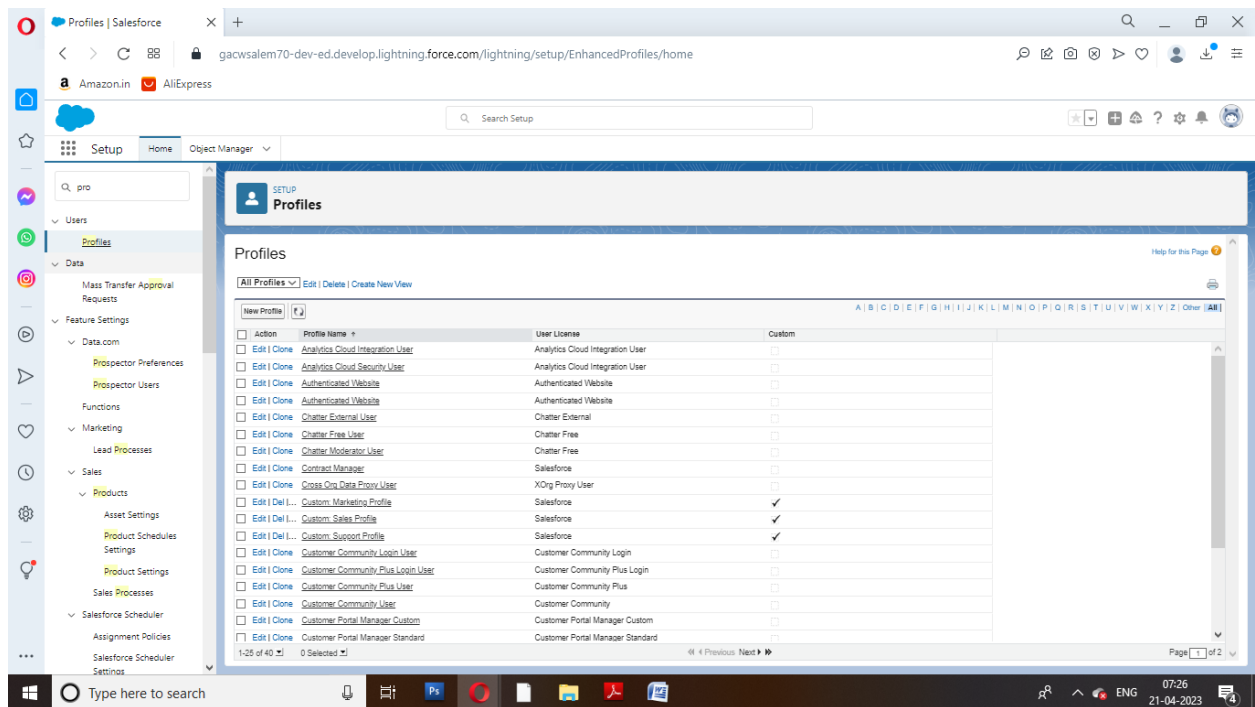 Profiles | Salesforce
gacwsalem70-dev-ed.develop.lightning.force.com/lightning/setup/EnhancedProfiles/home
a Amazon.in AliExpress
Search Setup
Setup Home Object Manager
pro
Users
Profiles
Data
Mass Transfer Approval
Requests
Feature Settings
Data.com
Prospector Preferences
Prospector Users
Functions
Marketing
Lead Processes
Sales
Products
Asset Settings
Product Schedules
Settings
Product Settings
Sales Processes
Salesforce Scheduler
Assignment Policies
Salesforce Scheduler
Settings
SETUP
Profiles
Profiles
Help for this Page ?
All Profiles Edit | Delete | Create New View
New Profile
A | B | C | D | E | F | G | H | I | J | K | L | M | N | O | P | Q | R | S | T | U | V | W | X | Y | Z | Other | All
Action Profile Name ↑ User License Custom
Edit | Clone Analytics Cloud Integration User Analytics Cloud Integration User
Edit | Clone Analytics Cloud Security User Analytics Cloud Integration User
Edit | Clone Authenticated Website Authenticated Website
Edit | Clone Authenticated Website Authenticated Website
Edit | Clone Chatter External User Chatter External
Edit | Clone Chatter Free User Chatter Free
Edit | Clone Chatter Moderator User Chatter Free
Edit | Clone Contract Manager Salesforce
Edit | Clone Cross Org Data Proxy User XOrg Proxy User
Edit | Del |... Custom: Marketing Profile Salesforce ✓
Edit | Del |... Custom: Sales Profile Salesforce ✓
Edit | Del |... Custom: Support Profile Salesforce ✓
Edit | Clone Customer Community Login User Customer Community Login
Edit | Clone Customer Community Plus Login User Customer Community Plus Login
Edit | Clone Customer Community Plus User Customer Community Plus
Edit | Clone Customer Community User Customer Community
Edit | Clone Customer Portal Manager Custom Customer Portal Manager Custom
Edit | Clone Customer Portal Manager Standard Customer Portal Manager Standard
1-25 of 40 0 Selected Previous Next Page 1 of 2
Type here to search
Ps
ENG
07:26
21-04-2023
4